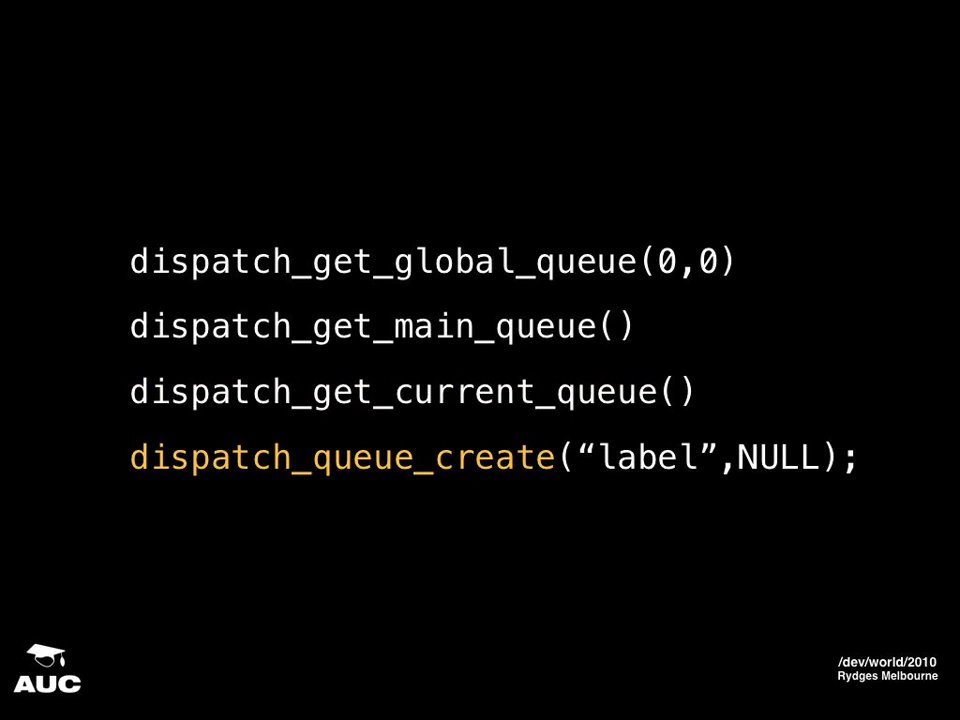 dispatch_get_global_queue(0,0)
dispatch_get_main_queue()
dispatch_get_current_queue()
dispatch_queue_create(“label”,NULL);
AUC
/dev/world/2010
Rydges Melbourne